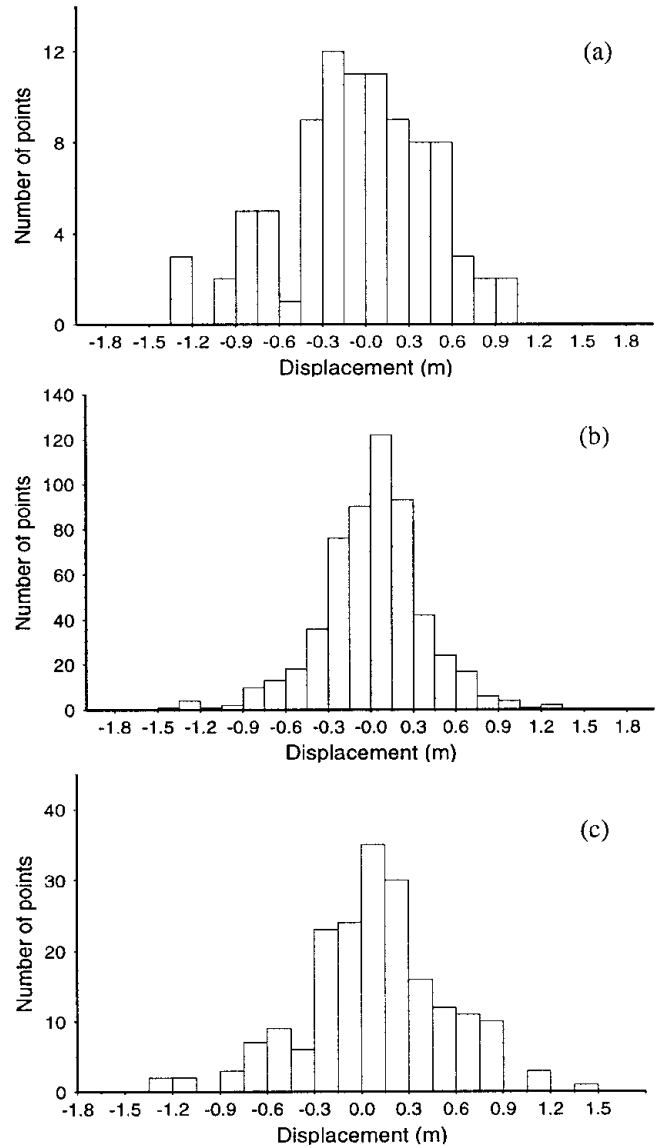 (a)
Number of points
12
8
4
0
-1.8 -1.5 -1.2 -0.9 -0.6 -0.3 -0.0 0.3 0.6 0.9 1.2 1.5 1.8
Displacement (m)
(b)
Number of points
140
120
100
80
60
40
20
0
-1.8 -1.5 -1.2 -0.9 -0.6 -0.3 -0.0 0.3 0.6 0.9 1.2 1.5 1.8
Displacement (m)
(c)
Number of points
40
30
20
10
0
-1.8 -1.5 -1.2 -0.9 -0.6 -0.3 0.0 0.3 0.6 0.9 1.2 1.5
Displacement (m)